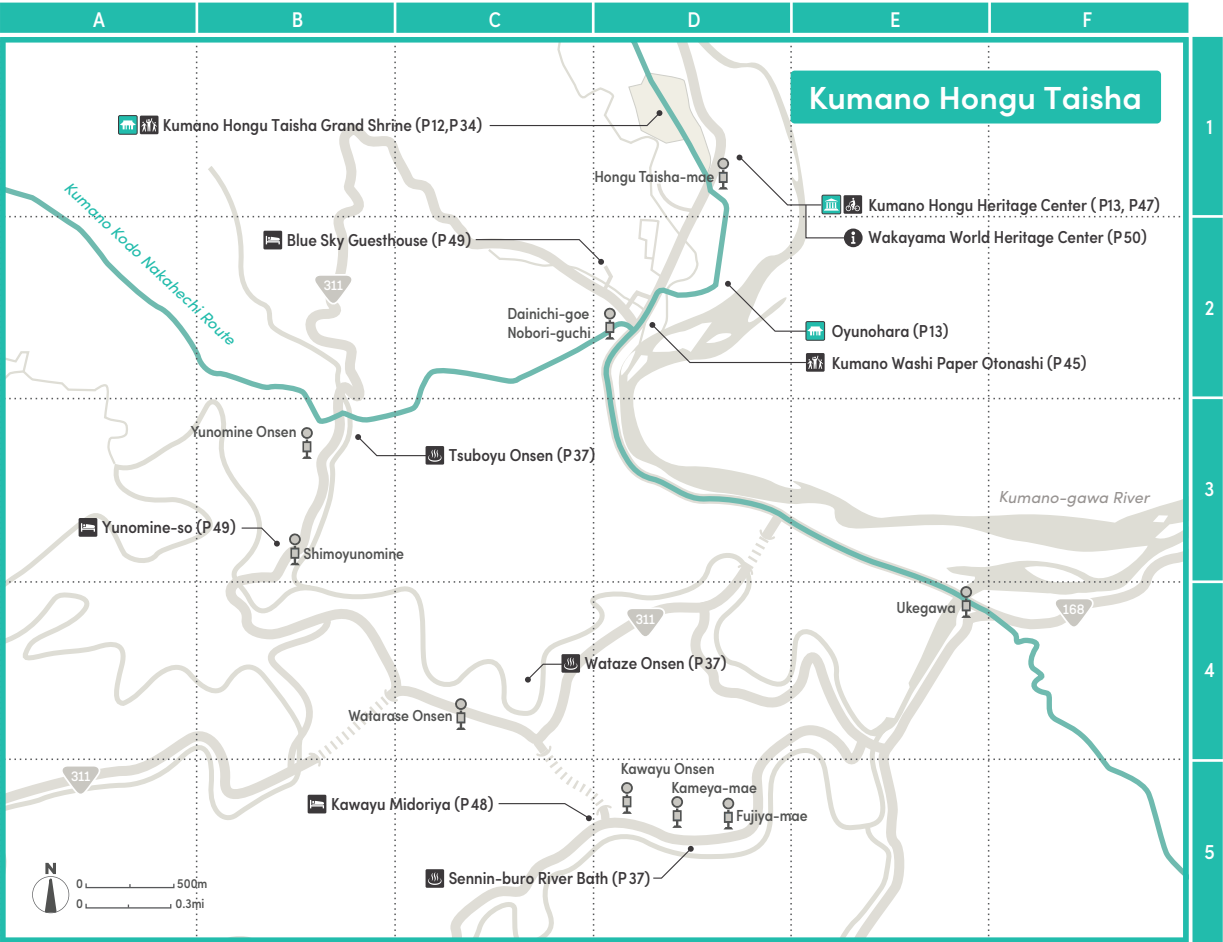 A B C D E F
Kumano Hongu Taisha
1
Kumano Hongu Taisha Grand Shrine (P12,P34)
Hongu Taisha-mae
Kumano Kodo Nakahechi Route
Kumano Hongu Heritage Center ( P13, P47)
Blue Sky Guesthouse (P49)
Wakayama World Heritage Center (P50)
311
2
Dainichi-goe
Nobori-guchi
Oyunohara (P13)
Kumano Washi Paper Otonashi (P45)
Yunomine Onsen
Tsuboyu Onsen (P37)
3
Kumano-gawa River
Yunomine-so (P49)
Shimoyunomine
Ukegawa
168
311
4
Wataze Onsen (P37)
Watarase Onsen
311
Kawayu Onsen
Kameya-mae
Kawayu Midoriya (P48)
Fujiya-mae
5
Sennin-buro River Bath (P37)
N
0 500m
0 0.3mi